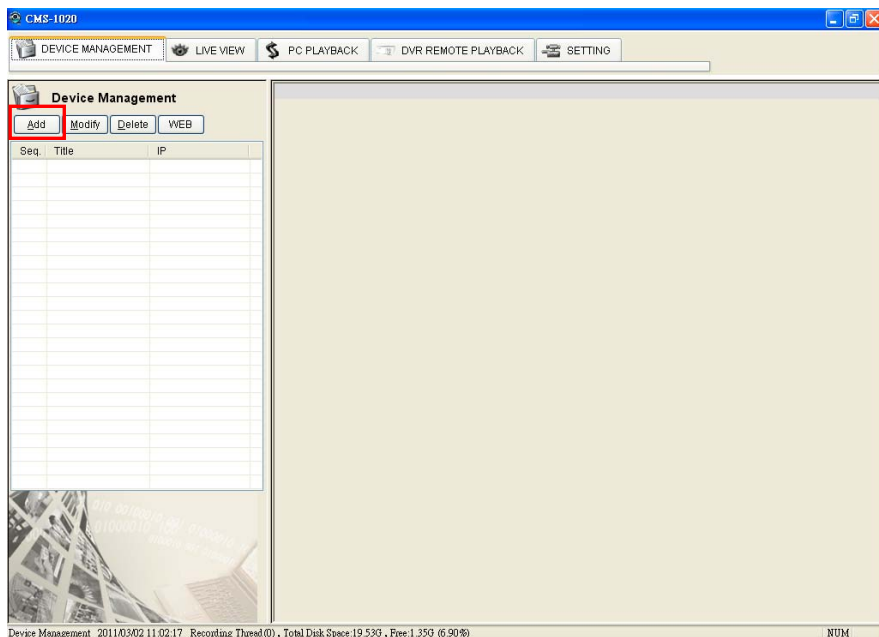 CMS-1020
DEVICE MANAGEMENT LIVE VIEW PC PLAYBACK DVR REMOTE PLAYBACK SETTING
Device Management
Add Modify Delete WEB
Seq. Title IP
Device Management 2011/03/02 11:02:17 Recording Thread(0) , Total Disk Space:19.53G , Free:1.35G (6.90%) NUM